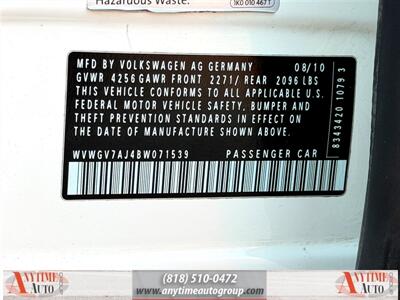 Hazardous Waste.
1K0 010 467 T
MFD BY VOLKSWAGEN AG GERMANY 08/10
GVWR 4256 GAWR FRONT 2271/ REAR 2096 LBS
THIS VEHICLE CONFORMS TO ALL APPLICABLE U.S.
FEDERAL MOTOR VEHICLE SAFETY, BUMPER AND
THEFT PREVENTION STANDARDS IN EFFECT ON THE
DATE OF MANUFACTURE SHOWN ABOVE.
WVWGV7AJ4BW071539 PASSENGER CAR
8343420 1079 3
ANYTIME AUTO
(818) 510-0472
www.anytimeautogroup.com
ANYTIME AUTO